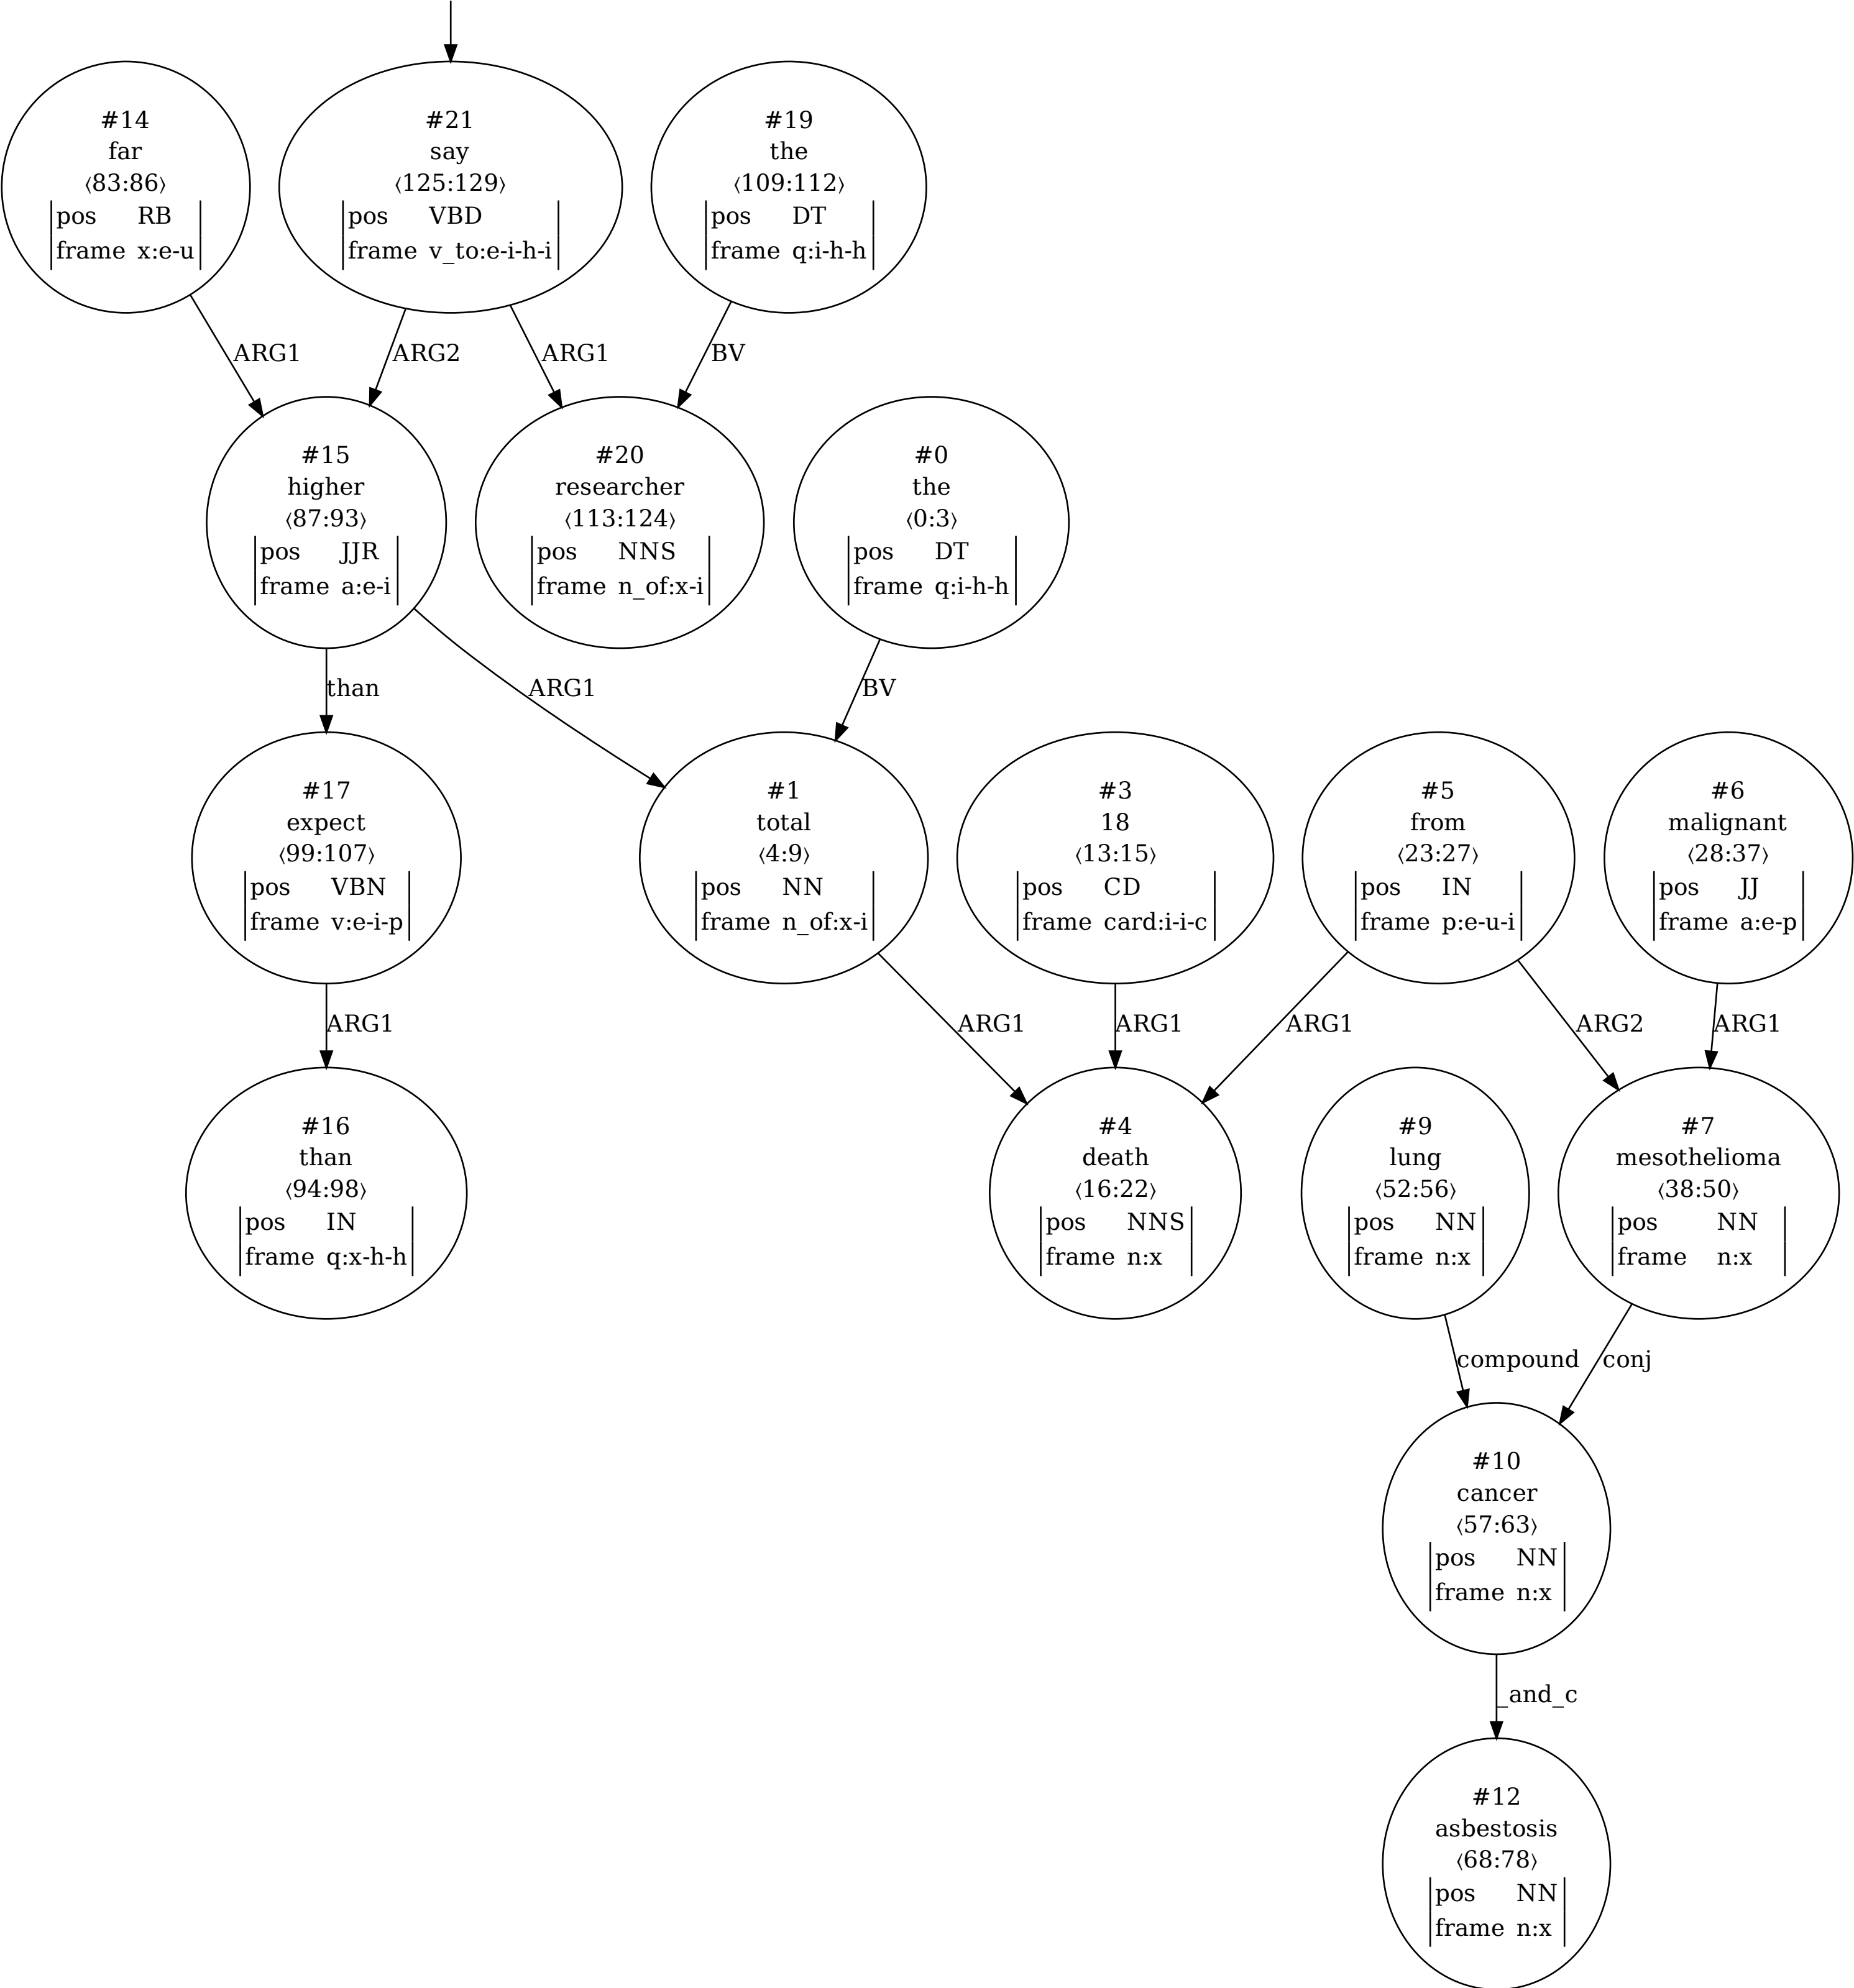 #14
far
⟨83:86⟩
pos RB
frame x:e-u
#21
say
⟨125:129⟩
pos VBD
frame v_to:e-i-h-i
#19
the
⟨109:112⟩
pos DT
frame q:i-h-h
ARG1
ARG2
ARG1
BV
#15
higher
⟨87:93⟩
pos JJR
frame a:e-i
#20
researcher
⟨113:124⟩
pos NNS
frame n_of:x-i
#0
the
⟨0:3⟩
pos DT
frame q:i-h-h
than
ARG1
BV
#17
expect
⟨99:107⟩
pos VBN
frame v:e-i-p
#1
total
⟨4:9⟩
pos NN
frame n_of:x-i
#3
18
⟨13:15⟩
pos CD
frame card:i-i-c
#5
from
⟨23:27⟩
pos IN
frame p:e-u-i
#6
malignant
⟨28:37⟩
pos JJ
frame a:e-p
ARG1
ARG1
ARG1
ARG1
ARG2
ARG1
#16
than
⟨94:98⟩
pos IN
frame q:x-h-h
#4
death
⟨16:22⟩
pos NNS
frame n:x
#9
lung
⟨52:56⟩
pos NN
frame n:x
#7
mesothelioma
⟨38:50⟩
pos NN
frame n:x
compound
conj
#10
cancer
⟨57:63⟩
pos NN
frame n:x
_and_c
#12
asbestosis
⟨68:78⟩
pos NN
frame n:x